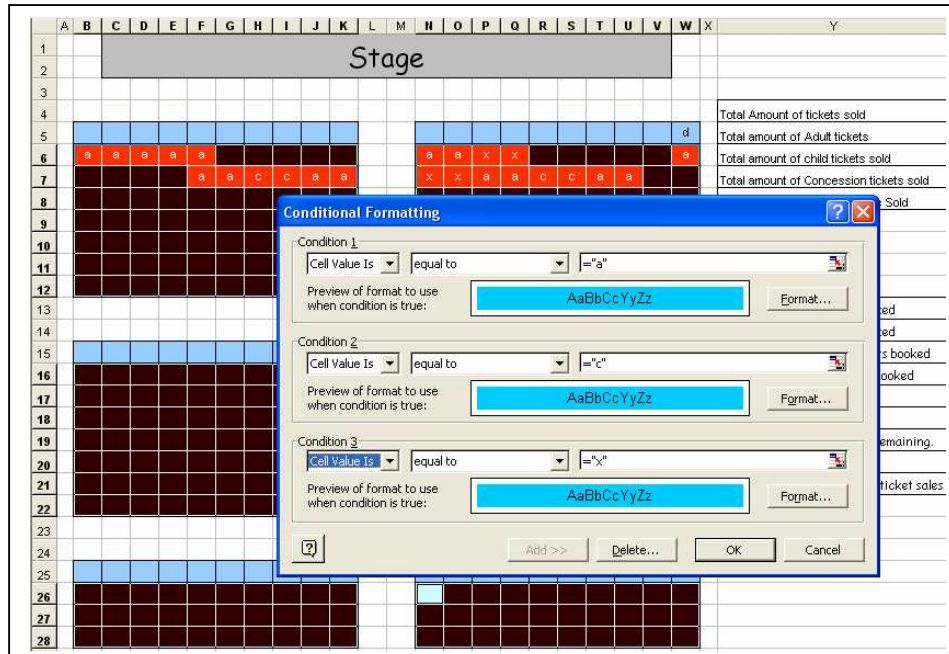 A B C D E F G H I J K L M N O P Q R S T U V W X Y
1
Stage
2
3
4 Total Amount of tickets sold
5 d Total amount of Adult tickets
6 a a a a a a a x x a Total amount of child tickets sold
7 a a c c a a x x a a c c a a Total amount of Concession tickets sold
8 Sold
9
10
11
12
13 ed
14 ed
15 s booked
16 ooked
17
18
19 emaining.
20
21 ticket sales
22
23
24
25
26
27
28
Conditional Formatting
Condition 1
Cell Value Is equal to ="a"
Preview of format to use
when condition is true:
AaBbCcYyZz
Format...
Condition 2
Cell Value Is equal to ="c"
Preview of format to use
when condition is true:
AaBbCcYyZz
Format...
Condition 3
Cell Value Is equal to ="x"
Preview of format to use
when condition is true:
AaBbCcYyZz
Format...
Add >> Delete... OK Cancel